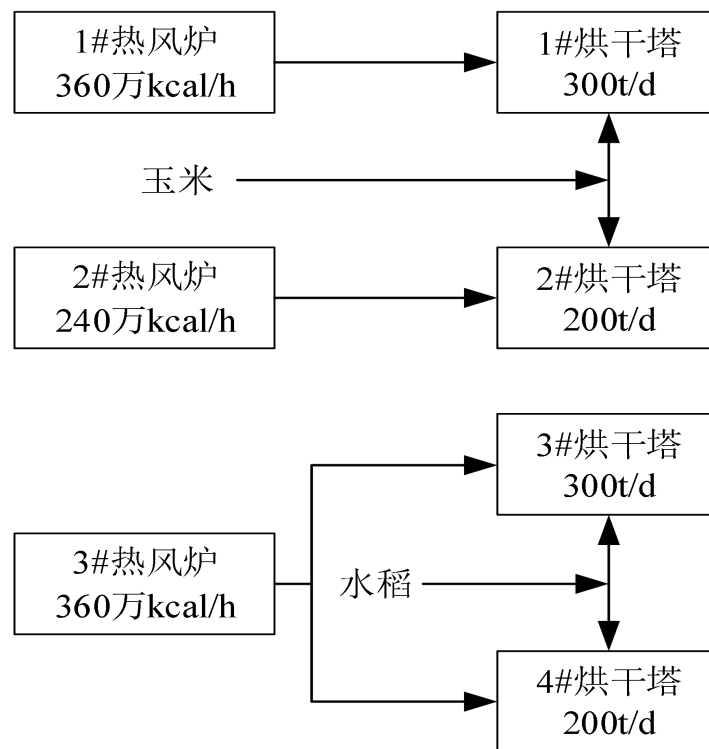 1#热风炉
360万kcal/h
1#烘干塔
300t/d
玉米
2#热风炉
240万kcal/h
2#烘干塔
200t/d
3#烘干塔
300t/d
3#热风炉
360万kcal/h
水稻
4#烘干塔
200t/d